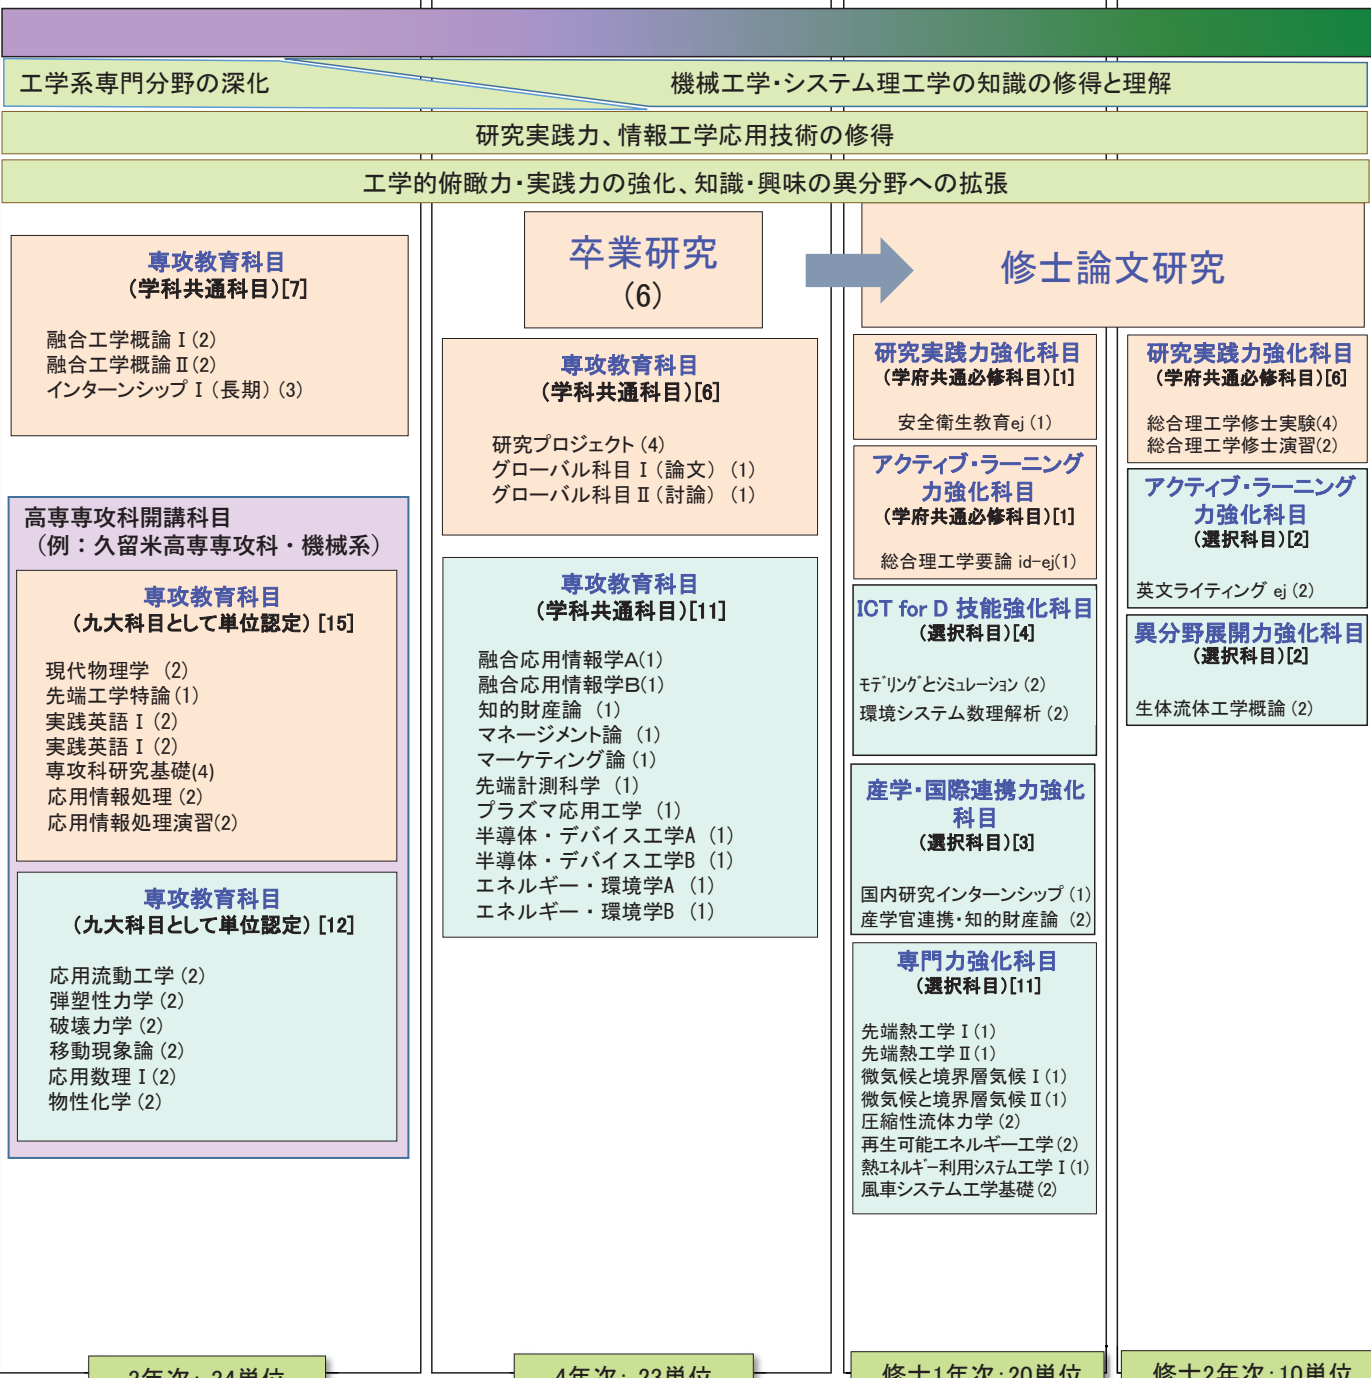 工学系専門分野の深化
機械工学・システム理工学の知識の修得と理解
研究実践力、情報工学応用技術の修得
工学的俯瞰力・実践力の強化、知識・興味の異分野への拡張
専攻教育科目
(学科共通科目)[7]
融合工学概論Ⅰ(2)
融合工学概論Ⅱ(2)
インターンシップⅠ(長期) (3)
高専専攻科開講科目
(例：久留米高専専攻科・機械系)
専攻教育科目
(九大科目として単位認定) [15]
現代物理学 (2)
先端工学特論(1)
実践英語Ⅰ(2)
実践英語Ⅰ(2)
専攻科研究基礎(4)
応用情報処理(2)
応用情報処理演習(2)
専攻教育科目
(九大科目として単位認定) [12]
応用流動工学(2)
弾塑性力学(2)
破壊力学(2)
移動現象論(2)
応用数理Ⅰ(2)
物性化学(2)
3年次: 34単位
卒業研究
(6)
専攻教育科目
(学科共通科目)[6]
研究プロジェクト(4)
グローバル科目Ⅰ(論文) (1)
グローバル科目Ⅱ(討論) (1)
専攻教育科目
(学科共通科目)[11]
融合応用情報学A(1)
融合応用情報学B(1)
知的財産論 (1)
マネージメント論 (1)
マーケティング論(1)
先端計測科学 (1)
プラズマ応用工学 (1)
半導体・デバイス工学A (1)
半導体・デバイス工学B (1)
エネルギー・環境学A (1)
エネルギー・環境学B (1)
4年次: 23単位
修士論文研究
研究実践力強化科目
(学府共通必修科目)[1]
安全衛生教育ej(1)
アクティブ・ラーニング
力強化科目
(学府共通必修科目)[1]
総合理工学要論 id-ej(1)
ICT for D 技能強化科目
(選択科目)[4]
モデリングとシミュレーション(2)
環境システム数理解析(2)
産学・国際連携力強化
科目
(選択科目)[3]
国内研究インターンシップ(1)
産学官連携・知的財産論 (2)
専門力強化科目
(選択科目)[11]
先端熱工学Ⅰ(1)
先端熱工学Ⅱ(1)
微気候と境界層気候Ⅰ(1)
微気候と境界層気候Ⅱ(1)
圧縮性流体力学(2)
再生可能エネルギー工学(2)
熱エネルギー利用システム工学Ⅰ(1)
風車システム工学基礎(2)
修士1年次:20単位
研究実践力強化科目
(学府共通必修科目)[6]
総合理工学修士実験(4)
総合理工学修士演習(2)
アクティブ・ラーニング
力強化科目
(選択科目)[2]
英文ライティング ej(2)
異分野展開力強化科目
(選択科目)[2]
生体流体工学概論(2)
修士2年次:10単位